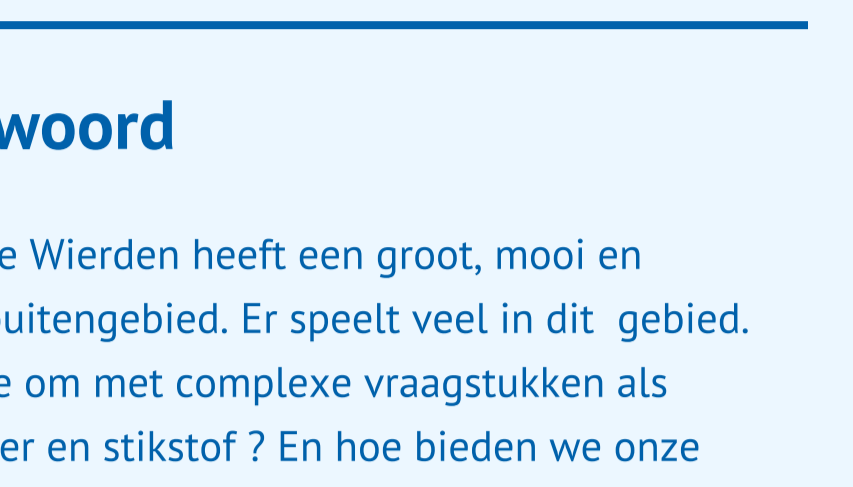 woord
e Wierden heeft een groot, mooi en
uitengebied. Er speelt veel in dit  gebied.
e om met complexe vraagstukken als
er en stikstof ? En hoe bieden we onze